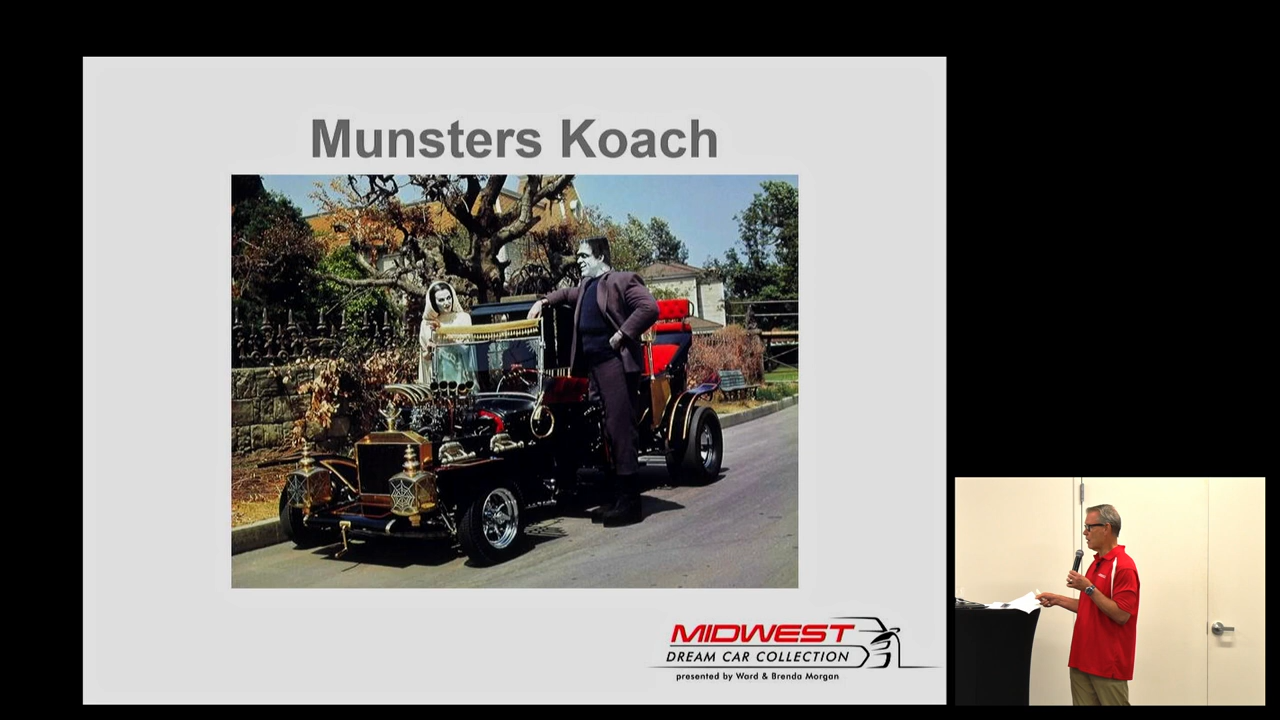 Munsters Koach
MIDWEST
DREAM CAR COLLECTION
presented by Ward & Brenda Morgan